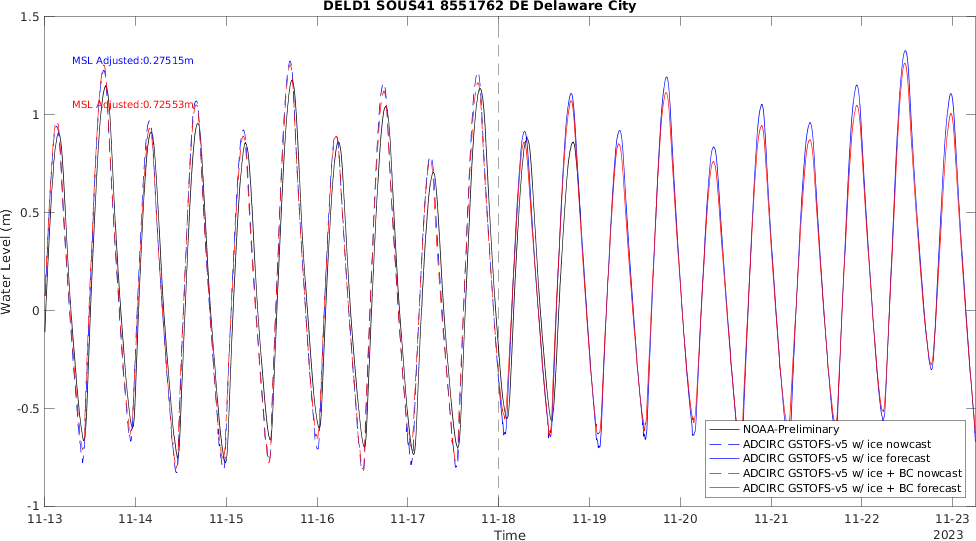 DELD1 SOUS41 8551762 DE Delaware City
1.5
MSL Adjusted:0.27515m
MSL Adjusted:0.72553m
1
0.5
0
-0.5
-1
Water Level (m)
NOAA-Preliminary
ADCIRC GSTOFS-v5 w/ ice nowcast
ADCIRC GSTOFS-v5 w/ ice forecast
ADCIRC GSTOFS-v5 w/ ice + BC nowcast
ADCIRC GSTOFS-v5 w/ ice + BC forecast
11-13 11-14 11-15 11-16 11-17 11-18 11-19 11-20 11-21 11-22 11-23
2023
Time